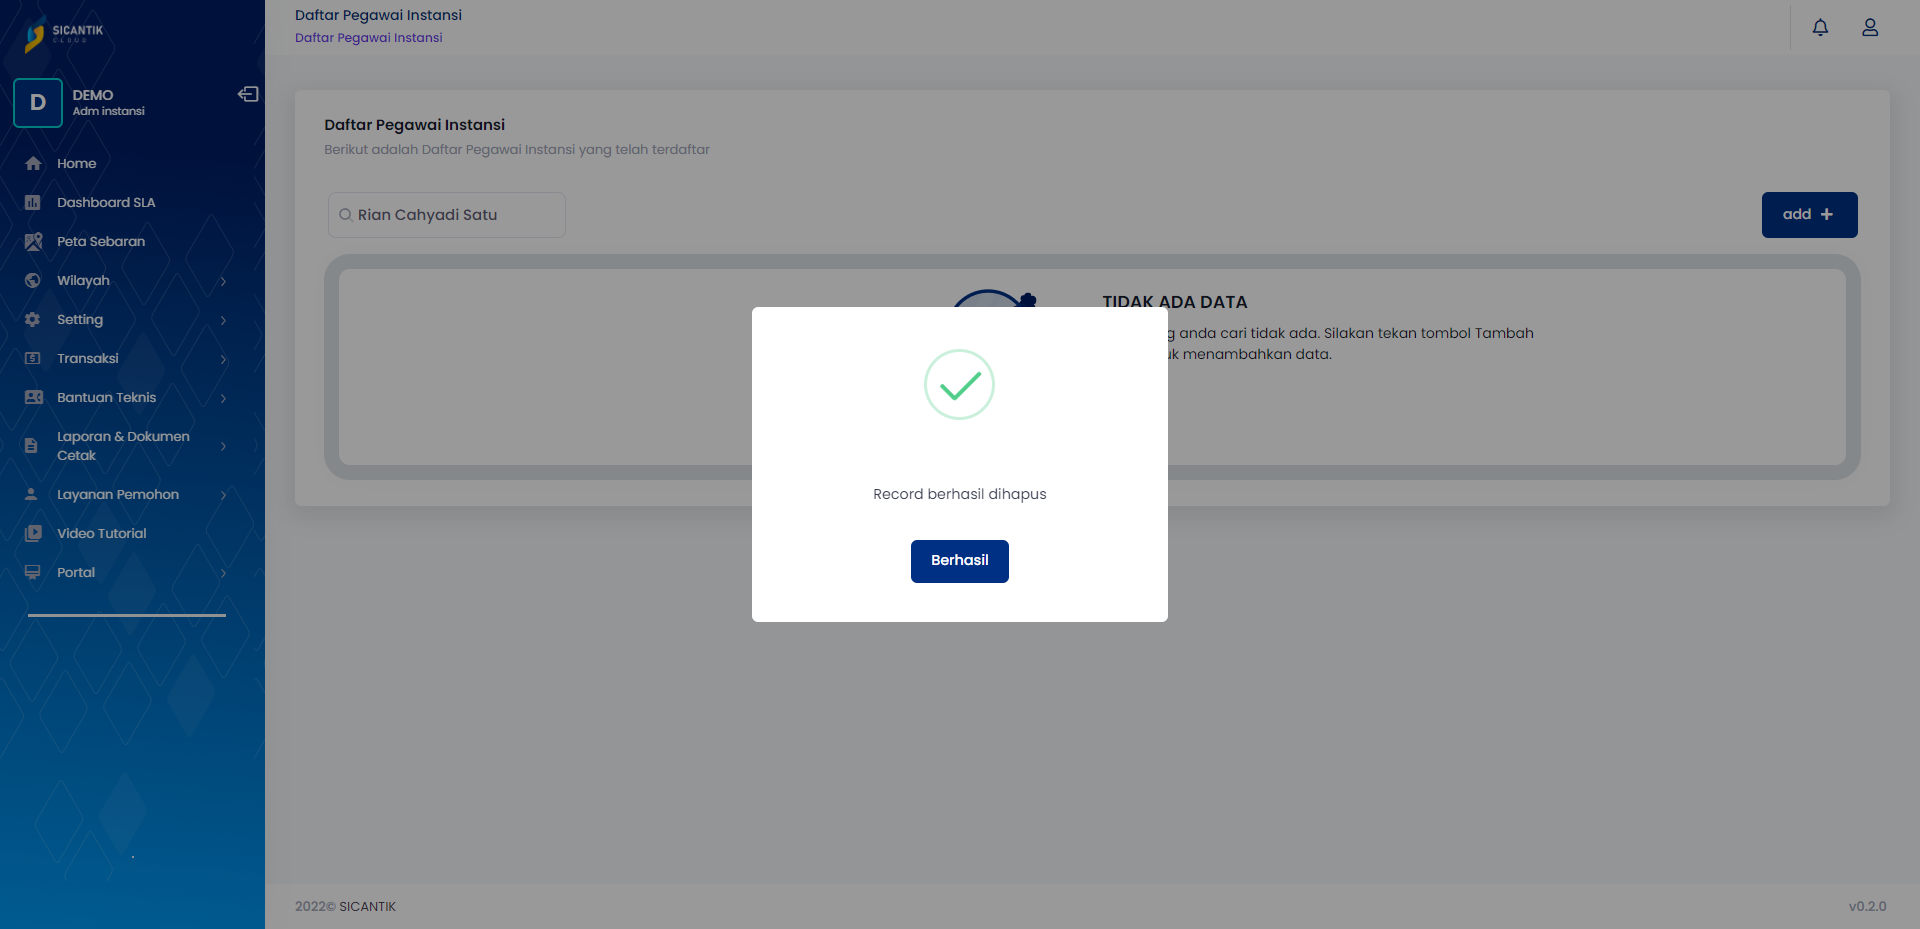 SICANTIK
CLOUD
D
DEMO
Adm instansi
Home
Dashboard SLA
Peta Sebaran
Wilayah
Setting
Transaksi
Bantuan Teknis
Laporan & Dokumen
Cetak
Layanan Pemohon
Video Tutorial
Portal
Daftar Pegawai Instansi
Daftar Pegawai Instansi
Daftar Pegawai Instansi
Berikut adalah Daftar Pegawai Instansi yang telah terdaftar
Rian Cahyadi Satu
add +
TIDAK ADA DATA
anda cari tidak ada. Silakan tekan tombol Tambah
menambahkan data.
Record berhasil dihapus
Berhasil
2022© SICANTIK
v0.2.0